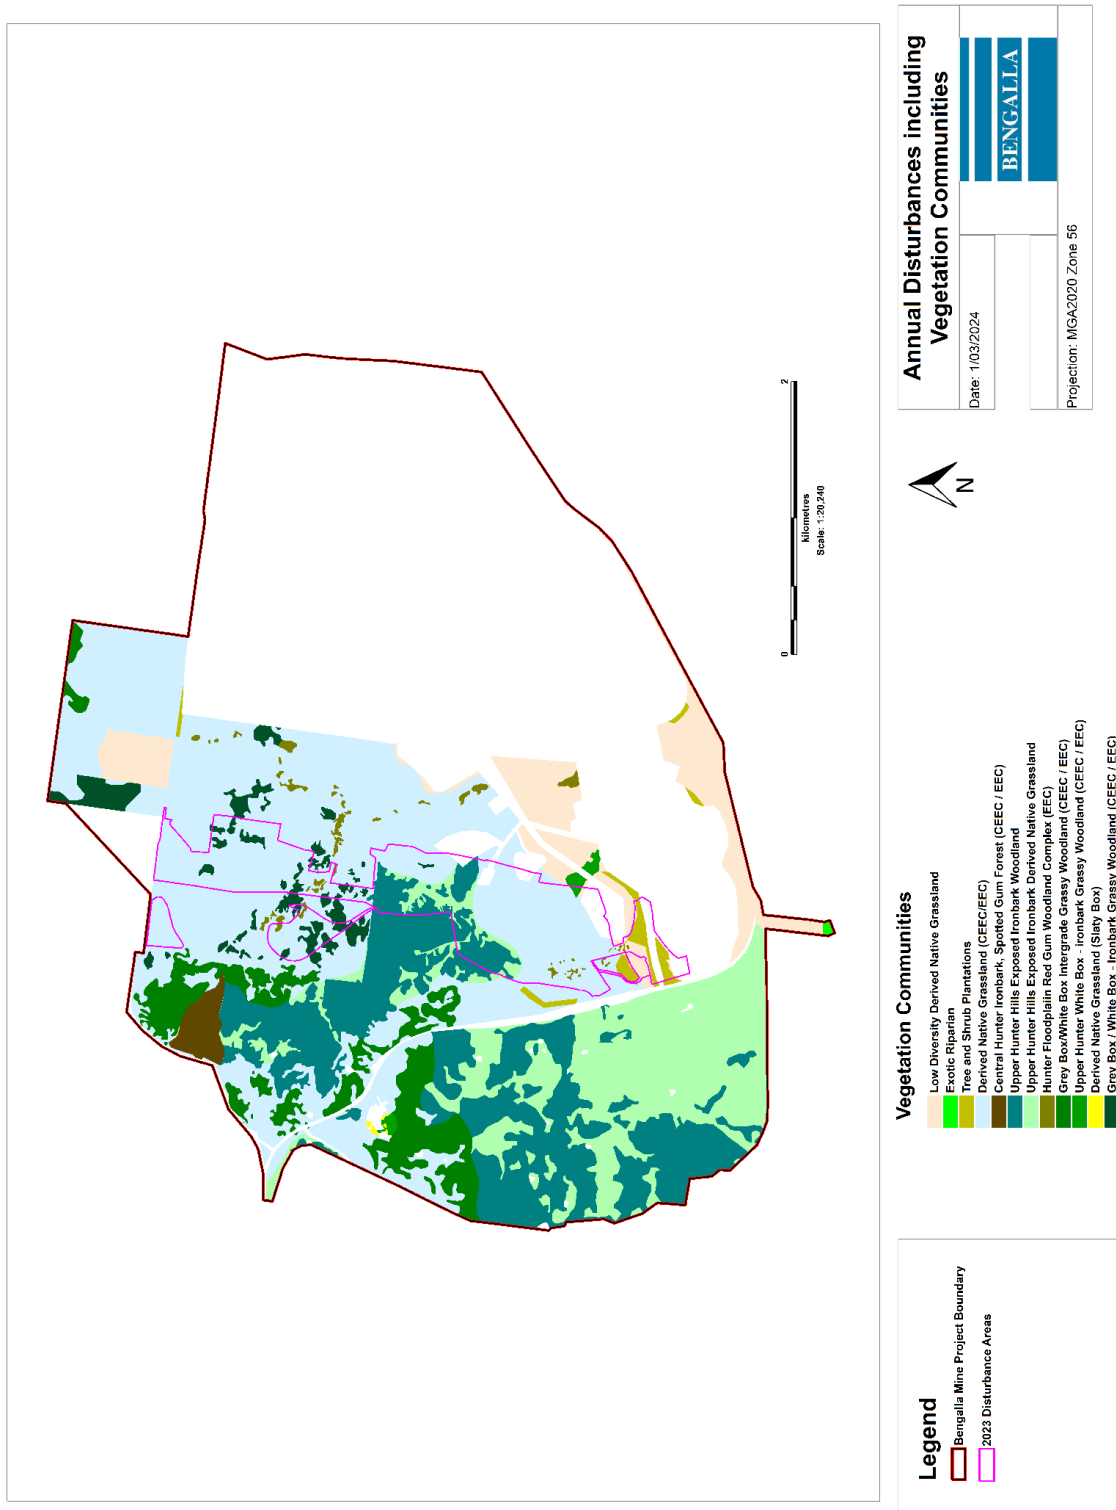 Annual Disturbances including
Vegetation Communities
Date: 1/03/2024
BENGALLA
Projection: MGA2020 Zone 56
N
0
2
kilometres
Scale: 1:20,240
Vegetation Communities
Low Diversity Derived Native Grassland
Exotic Riparian
Tree and Shrub Plantations
Derived Native Grassland (CEEC/EEC)
Central Hunter Ironbark, Spotted Gum Forest (CEEC / EEC)
Upper Hunter Hills Exposed Ironbark Woodland
Upper Hunter Hills Exposed Ironbark Derived Native Grassland
Hunter Floodplain Red Gum Woodland Complex (EEC)
Grey Box/White Box Intergrade Grassy Woodland (CEEC / EEC)
Upper Hunter White Box - Ironbark Grassy Woodland (CEEC / EEC)
Derived Native Grassland (Slaty Box)
Grey Box / White Box - Ironbark Grassy Woodland (CEEC / EEC)
Legend
Bengalla Mine Project Boundary
2023 Disturbance Areas